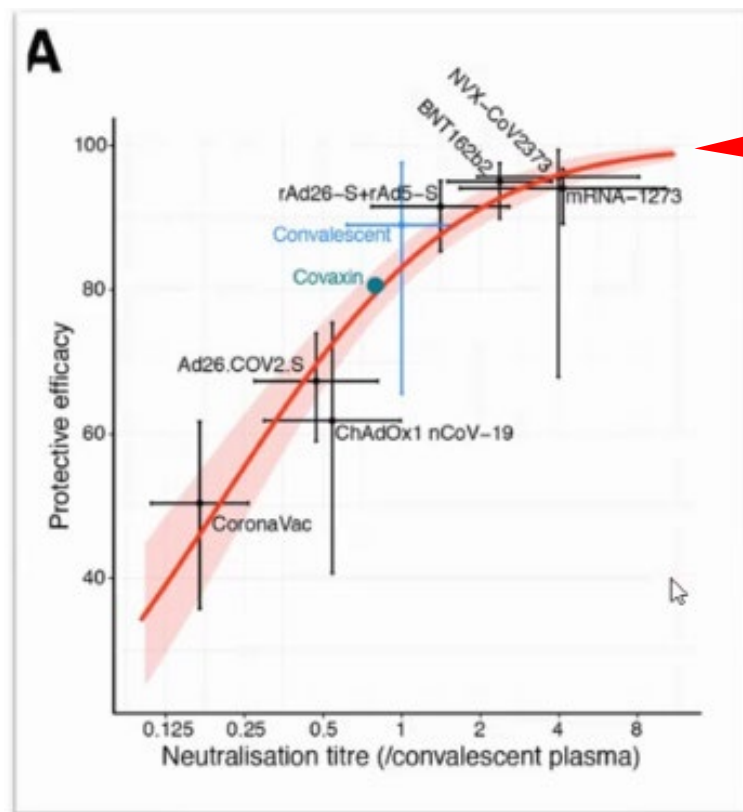 A
NVX-CoV2373
BNT162b2
100
rAd26-S+rAd5-S
mRNA-1273
Convalescent
Covaxin
80
Ad26.COV2.S
60
ChAdOx1 nCoV-19
CoronaVac
40
Protective efficacy
0.125 0.25 0.5 1 2 4 8
Neutralisation titre (/convalescent plasma)